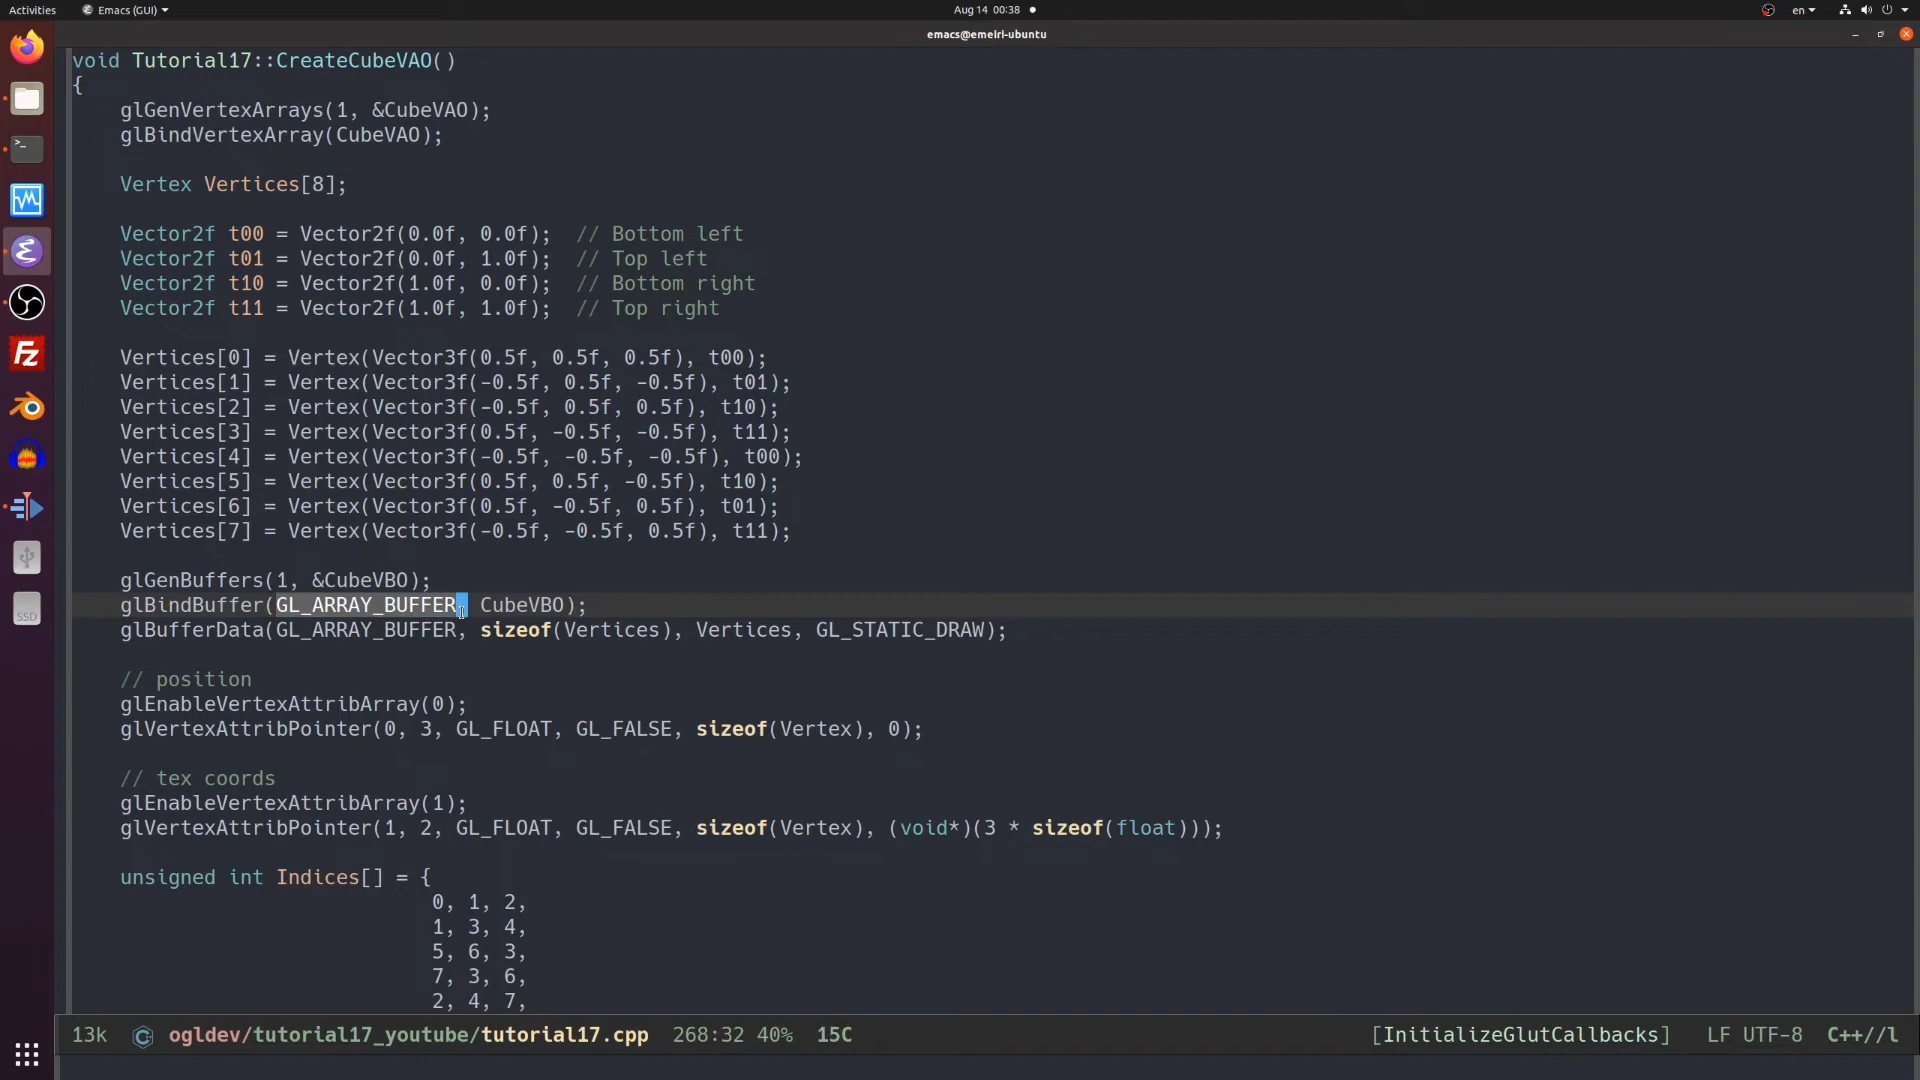 Activities Emacs (GUI) Aug 14 00:38 en
emacs@emeiri-ubuntu
void Tutorial17::CreateCubeVAO()
{
glGenVertexArrays(1, &CubeVAO);
glBindVertexArray(CubeVAO);
Vertex Vertices[8];
Vector2f t00 = Vector2f(0.0f, 0.0f); // Bottom left
Vector2f t01 = Vector2f(0.0f, 1.0f); // Top left
Vector2f t10 = Vector2f(1.0f, 0.0f); // Bottom right
Vector2f t11 = Vector2f(1.0f, 1.0f); // Top right
Vertices[0] = Vertex(Vector3f(0.5f, 0.5f, 0.5f), t00);
Vertices[1] = Vertex(Vector3f(-0.5f, 0.5f, -0.5f), t01);
Vertices[2] = Vertex(Vector3f(-0.5f, 0.5f, 0.5f), t10);
Vertices[3] = Vertex(Vector3f(0.5f, -0.5f, -0.5f), t11);
Vertices[4] = Vertex(Vector3f(-0.5f, -0.5f, -0.5f), t00);
Vertices[5] = Vertex(Vector3f(0.5f, 0.5f, -0.5f), t10);
Vertices[6] = Vertex(Vector3f(0.5f, -0.5f, 0.5f), t01);
Vertices[7] = Vertex(Vector3f(-0.5f, -0.5f, 0.5f), t11);
glGenBuffers(1, &CubeVBO);
glBindBuffer(GL_ARRAY_BUFFER, CubeVBO);
glBufferData(GL_ARRAY_BUFFER, sizeof(Vertices), Vertices, GL_STATIC_DRAW);
// position
glEnableVertexAttribArray(0);
glVertexAttribPointer(0, 3, GL_FLOAT, GL_FALSE, sizeof(Vertex), 0);
// tex coords
glEnableVertexAttribArray(1);
glVertexAttribPointer(1, 2, GL_FLOAT, GL_FALSE, sizeof(Vertex), (void*)(3 * sizeof(float)));
unsigned int Indices[] = {
0, 1, 2,
1, 3, 4,
5, 6, 3,
7, 3, 6,
2, 4, 7,
13k ogldev/tutorial17_youtube/tutorial17.cpp 268:32 40% 15C [InitializeGlutCallbacks] LF UTF-8 C++//l
Fz
SSD